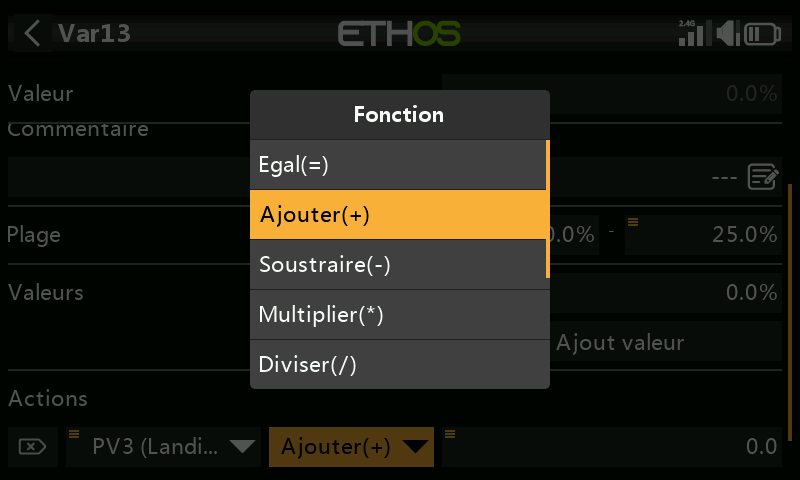 Var13
ETHOS
2.4G
Valeur
0.0%
Commentaire
---
Plage
0.0%
-
25.0%
Valeurs
0.0%
Ajout valeur
Actions
PV3 (Landi...
Ajouter(+)
0.0
Fonction
Egal(=)
Ajouter(+)
Soustraire(-)
Multiplier(*)
Diviser(/)